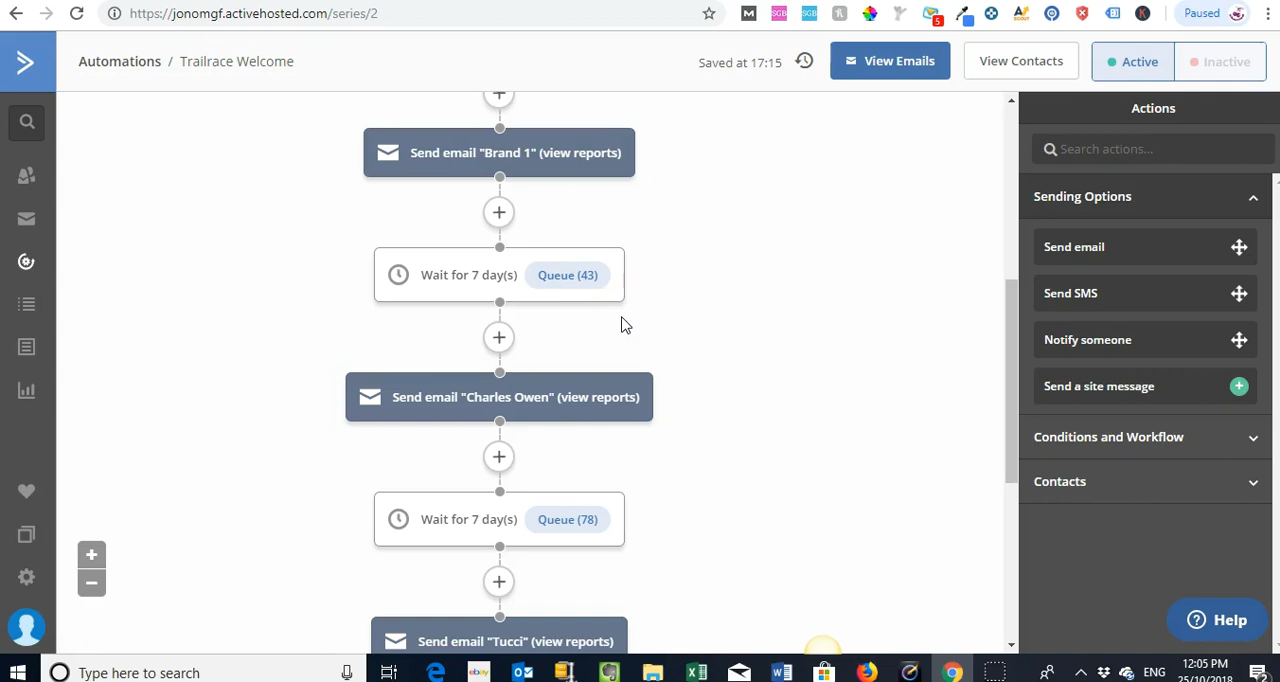 https://jonomgf.activehosted.com/series/2
Paused
Automations / Trailrace Welcome
Saved at 17:15
View Emails
View Contacts
Active
Inactive
Send email "Brand 1" (view reports)
Wait for 7 day(s) Queue (43)
Send email "Charles Owen" (view reports)
Wait for 7 day(s) Queue (78)
Send email "Tucci" (view reports)
Actions
Search actions...
Sending Options
Send email
Send SMS
Notify someone
Send a site message
Conditions and Workflow
Contacts
Help
Type here to search
ENG
12:05 PM
25/10/2018